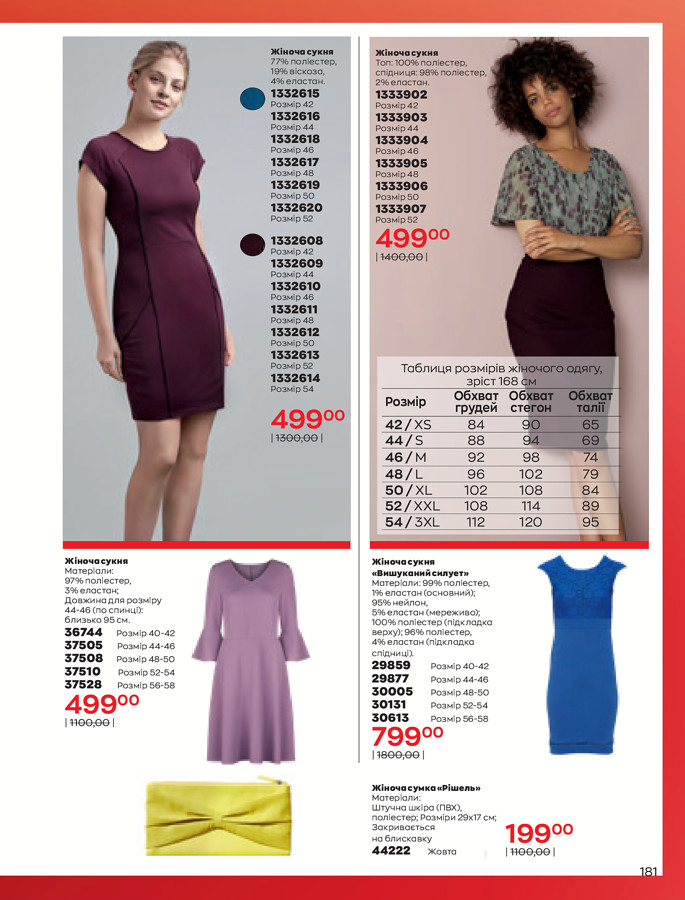 Жіноча сукня
77% поліестер,
19% віскоза,
4% еластан.
1332615
Розмір 42
1332616
Розмір 44
1332618
Розмір 46
1332617
Розмір 48
1332619
Розмір 50
1332620
Розмір 52
1332608
Розмір 42
1332609
Розмір 44
1332610
Розмір 46
1332611
Розмір 48
1332612
Розмір 50
1332613
Розмір 52
1332614
Розмір 54
49900
| 1300,00 |
Жіноча сукня
Топ: 100% поліестер,
спідниця: 98% поліестер,
2% еластан.
1333902
Розмір 42
1333903
Розмір 44
1333904
Розмір 46
1333905
Розмір 48
1333906
Розмір 50
1333907
Розмір 52
49900
| 1400,00 |
Таблиця розмірів жіночого одягу,
зріст 168 см
Розмір Обхват грудей Обхват стегон Обхват талії
42 / XS 84 90 65
44 / S 88 94 69
46 / M 92 98 74
48 / L 96 102 79
50 / XL 102 108 84
52 / XXL 108 114 89
54 / 3XL 112 120 95
Жіноча сукня
Матеріали:
97% поліестер,
3% еластан;
Довжина для розміру
44-46 (по спинці):
близько 95 см.
36744 Розмір 40-42
37505 Розмір 44-46
37508 Розмір 48-50
37510 Розмір 52-54
37528 Розмір 56-58
49900
| 1100,00 |
Жіноча сукня
«Вишуканий силует»
Матеріали: 99% поліестер,
1% еластан (основний);
95% нейлон,
5% еластан (мереживо);
100% поліестер (підкладка
верху); 96% поліестер,
4% еластан (підкладка
спідниці).
29859 Розмір 40-42
29877 Розмір 44-46
30005 Розмір 48-50
30131 Розмір 52-54
30613 Розмір 56-58
79900
| 1800,00 |
Жіноча сумка «Рішель»
Матеріали:
Штучна шкіра (ПВХ),
поліестер; Розміри 29х17 см;
Закривається
на блискавку
44222 Жовта
19900
| 1100,00 |
181